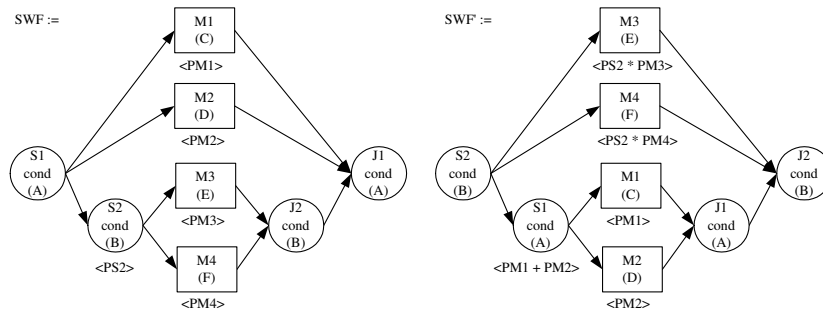 SWF :=
M1
(C)
<PM1>
M2
(D)
<PM2>
S1
cond
(A)
J1
cond
(A)
M3
(E)
<PM3>
S2
cond
(B)
<PS2>
J2
cond
(B)
M4
(F)
<PM4>
SWF' :=
M3
(E)
<PS2 * PM3>
M4
(F)
<PS2 * PM4>
S2
cond
(B)
J2
cond
(B)
M1
(C)
<PM1>
S1
cond
(A)
<PM1 + PM2>
J1
cond
(A)
M2
(D)
<PM2>